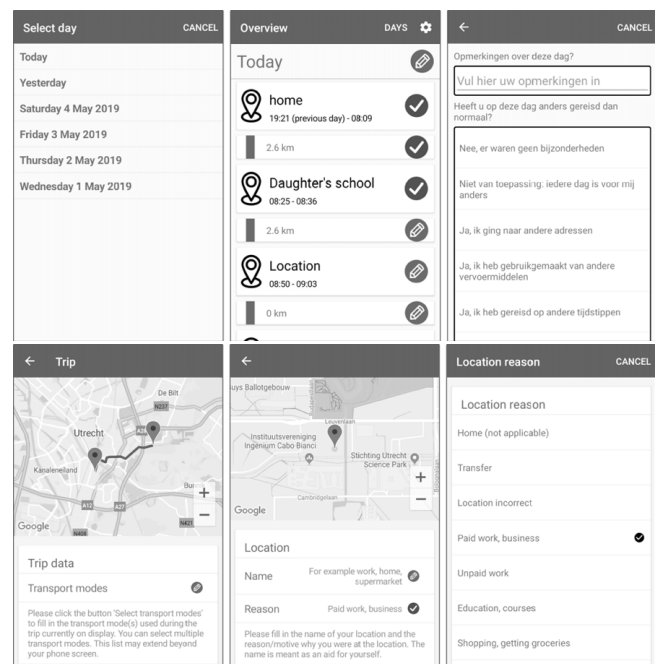 Select day CANCEL
Today
Yesterday
Saturday 4 May 2019
Friday 3 May 2019
Thursday 2 May 2019
Wednesday 1 May 2019
Overview DAYS
Today
home
19:21 (previous day) - 08:09
2.6 km
Daughter's school
08:25 - 08:36
2.6 km
Location
08:50 - 09:03
0 km
CANCEL
Opmerkingen over deze dag?
Vul hier uw opmerkingen in
Heeft u op deze dag anders gereisd dan
normaal?
Nee, er waren geen bijzonderheden
Niet van toepassing: iedere dag is voor mij
anders
Ja, ik ging naar andere adressen
Ja, ik heb gebruikgemaakt van andere
vervoermiddelen
Ja, ik heb gereisd op andere tijdstippen
Trip
De Bilt
N237
Utrecht
Kanaleneiland
A12
A27
Google
N408
N421
Trip data
Transport modes
Please click the button 'Select transport modes'
to fill in the transport mode(s) used during the
trip currently on display. You can select multiple
transport modes. This list may extend beyand
your phone screen.
uys Ballotgebouw
Leuvenlaan
Instituutsvereniging
Ingenium Cabo Bianci
Stichting Utrecht
Science Park
Cambridgelaan
Google
Location
Name For example work, home,
supermarket
Reason Paid work, business
Please fill in the name of your location and the
reason/motive why you were at the location. The
name is meant as an aid for yourself.
Location reason CANCEL
Location reason
Home (not applicable)
Transfer
Location incorrect
Paid work, business
Unpaid work
Education, courses
Shopping, getting groceries